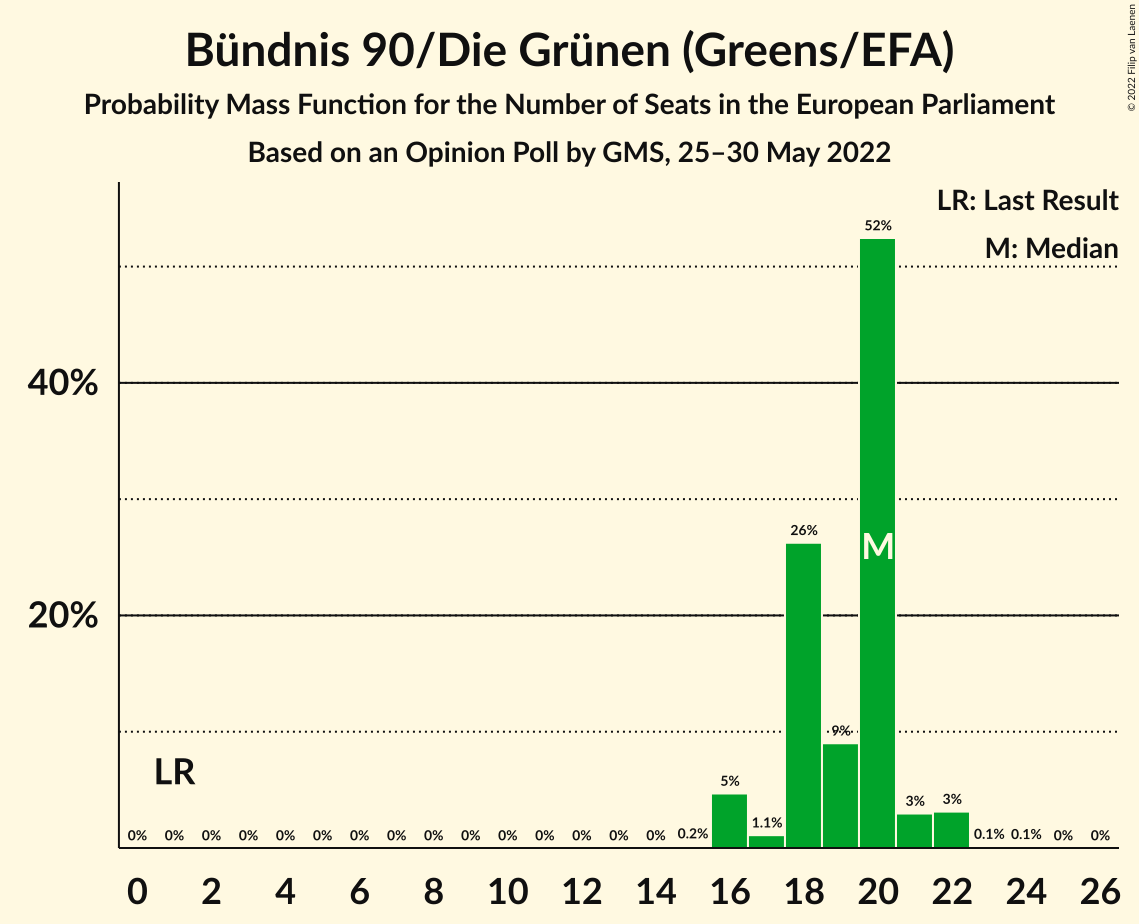 Bündnis 90/Die Grünen (Greens/EFA)
Probability Mass Function for the Number of Seats in the European Parliament
Based on an Opinion Poll by GMS, 25–30 May 2022
© 2022 Filip van Laenen
LR: Last Result
M: Median
52%
40%
26%
M
20%
9%
LR
5%
3%
3%
1.1%
0% 0% 0% 0% 0% 0% 0% 0% 0% 0% 0% 0% 0% 0% 0% 0.2% 0.1% 0.1% 0% 0%
0 2 4 6 8 10 12 14 16 18 20 22 24 26